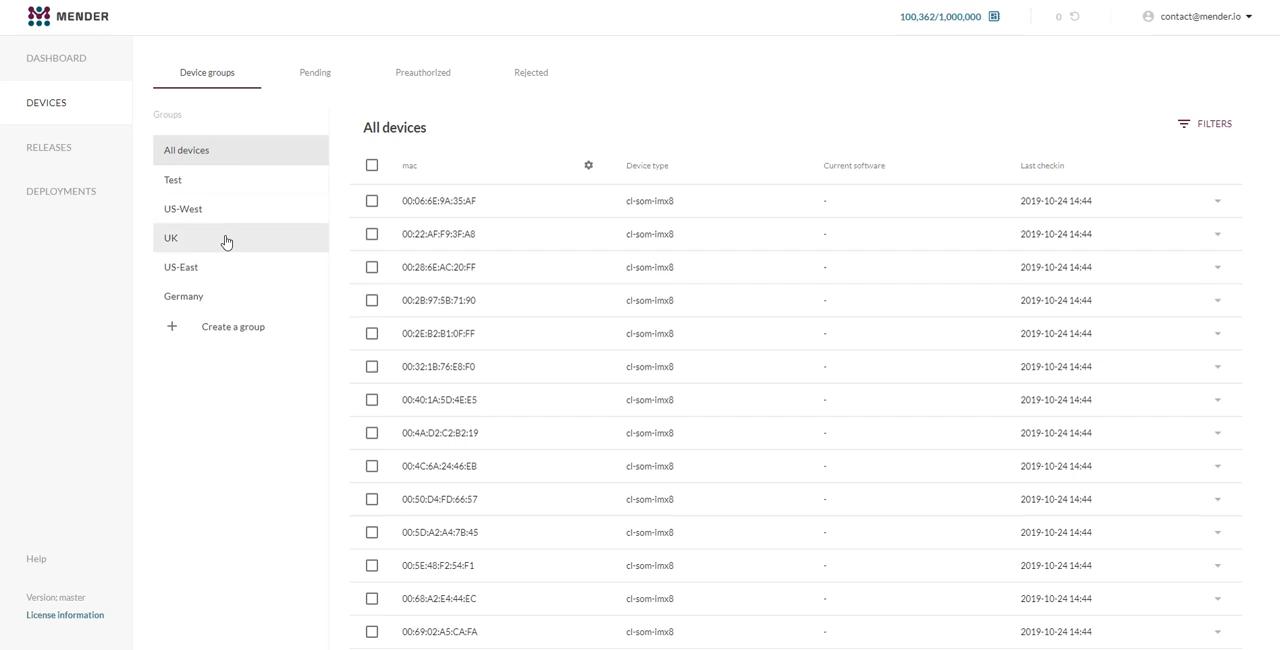 MENDER
100,362/1,000,000
0
contact@mender.io
DASHBOARD
DEVICES
RELEASES
DEPLOYMENTS
Help
Version: master
License information
Device groups Pending Preauthorized Rejected
Groups
All devices
Test
US-West
UK
US-East
Germany
+ Create a group
All devices
FILTERS
mac Device type Current software Last checkin
00:06:6E:9A:35:AF cl-som-imx8 - 2019-10-24 14:44
00:22:AF:F9:3F:A8 cl-som-imx8 - 2019-10-24 14:44
00:28:6E:AC:20:FF cl-som-imx8 - 2019-10-24 14:44
00:2B:97:5B:71:90 cl-som-imx8 - 2019-10-24 14:44
00:2E:B2:B1:0F:FF cl-som-imx8 - 2019-10-24 14:44
00:32:1B:76:E8:F0 cl-som-imx8 - 2019-10-24 14:44
00:40:1A:5D:4E:E5 cl-som-imx8 - 2019-10-24 14:44
00:4A:D2:C2:B2:19 cl-som-imx8 - 2019-10-24 14:44
00:4C:6A:24:46:EB cl-som-imx8 - 2019-10-24 14:44
00:50:D4:FD:66:57 cl-som-imx8 - 2019-10-24 14:44
00:5D:A2:A4:7B:45 cl-som-imx8 - 2019-10-24 14:44
00:5E:48:F2:54:F1 cl-som-imx8 - 2019-10-24 14:44
00:68:A2:E4:44:EC cl-som-imx8 - 2019-10-24 14:44
00:69:02:A5:CA:FA cl-som-imx8 - 2019-10-24 14:44